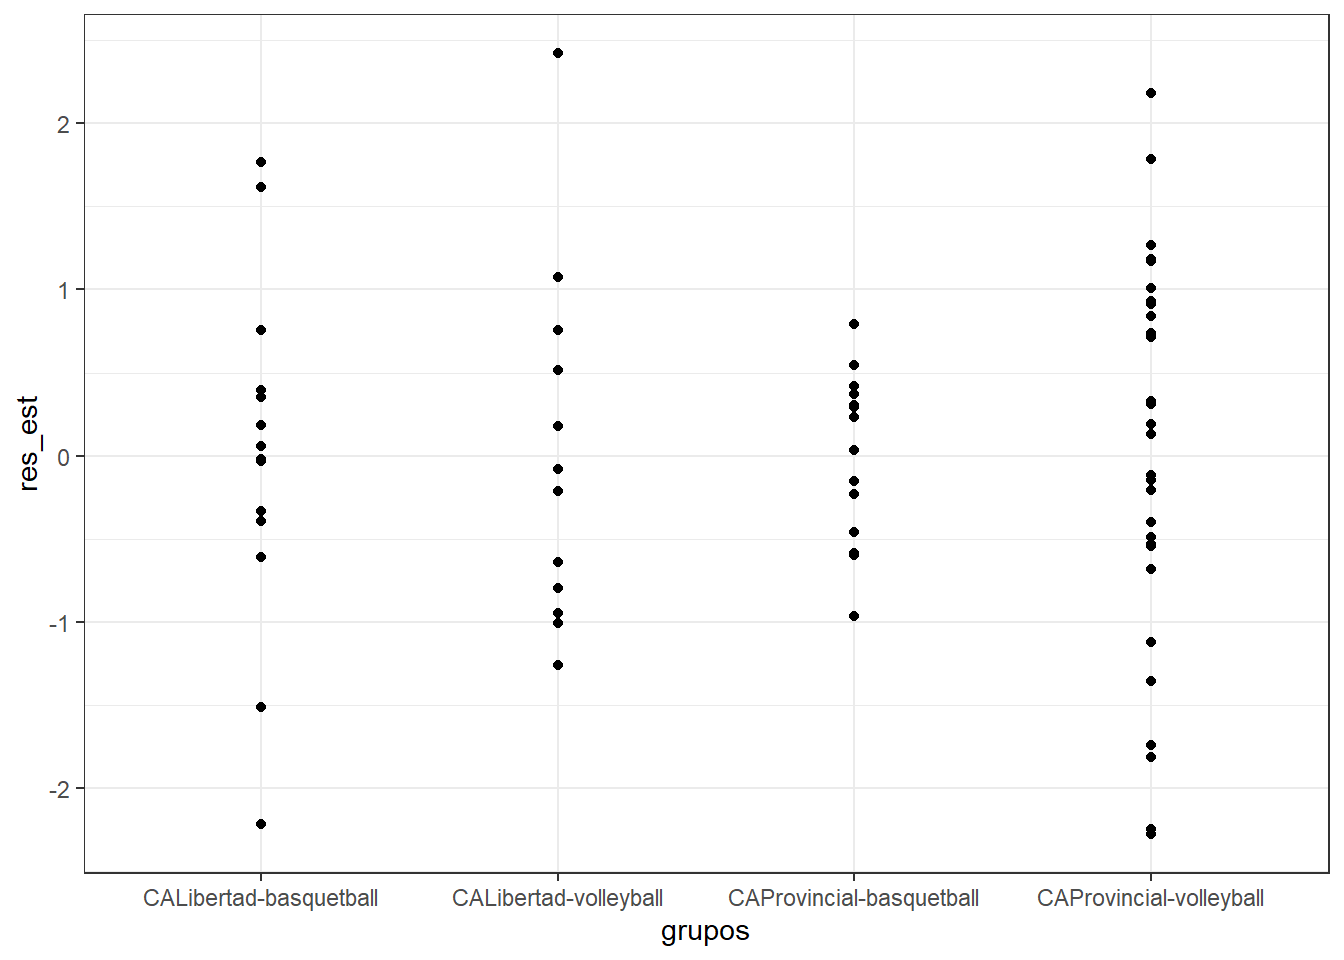 2
1
0
-1
-2
res_est
CALibertad-basquetball
CALibertad-volleyball
CAProvincial-basquetball
CAProvincial-volleyball
grupos